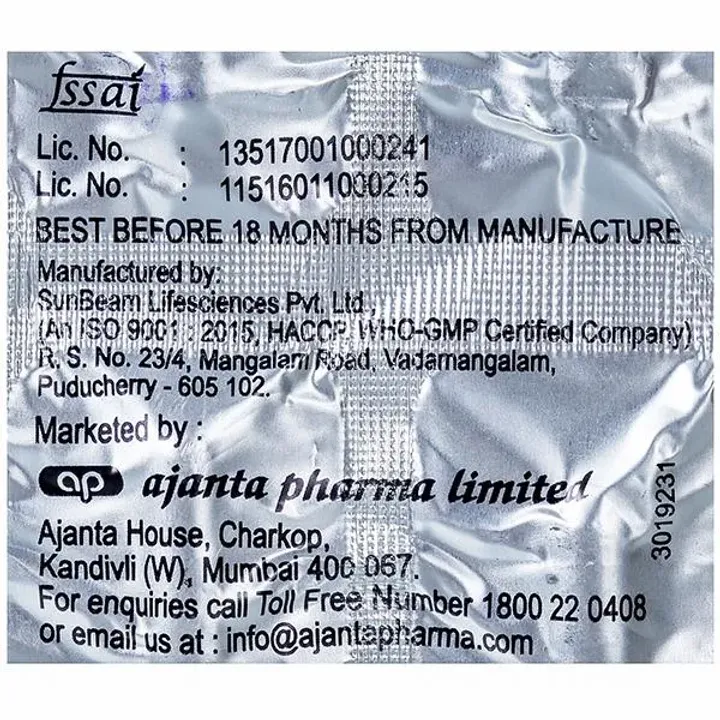 fssai
Lic. No. : 13517001000241
Lic. No. : 11516011000215
BEST BEFORE 18 MONTHS FROM MANUFACTURE
Manufactured by:
SunBeam Lifesciences Pvt. Ltd.,
(An ISO 9001 : 2015, HACCP, WHO-GMP Certified Company)
R. S. No. 23/4, Mangalam Road, Vadamangalam,
Puducherry - 605 102.
Marketed by :
ap ajanta pharma limited
Ajanta House, Charkop,
Kandivli (W), Mumbai 400 067.
For enquiries call Toll Free Number 1800 22 0408
or email us at : info@ajantapharma.com
3019231